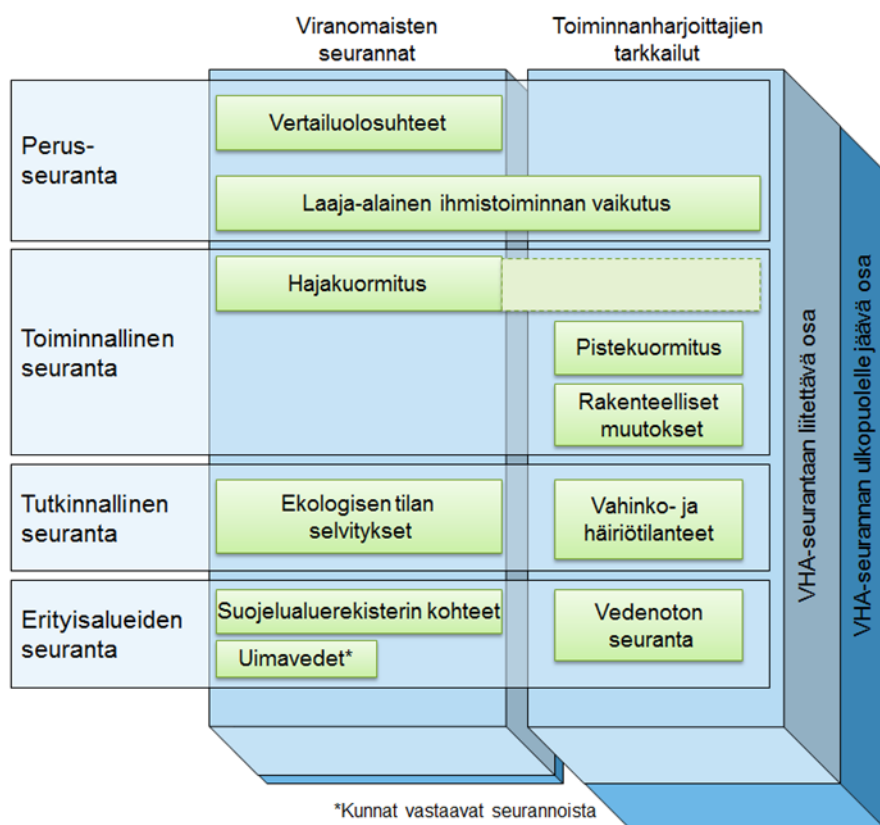 Viranomaisten
seurannat
Toiminnanharjoittajien
tarkkailut
Perus-
seuranta
Vertailuolosuhteet
Laaja-alainen ihmistoiminnan vaikutus
Toiminnallinen
seuranta
Hajakuormitus
Pistekuormitus
Rakenteelliset
muutokset
Tutkinnallinen
seuranta
Ekologisen tilan
selvitykset
Vahinko- ja
häiriötilanteet
Erityisalueiden
seuranta
Suojelualuerekisterin kohteet
Uimavedet*
Vedenoton
seuranta
VHA-seurantaan liitettävä osa
VHA-seurannan ulkopuolelle jäävä osa
*Kunnat vastaavat seurannoista